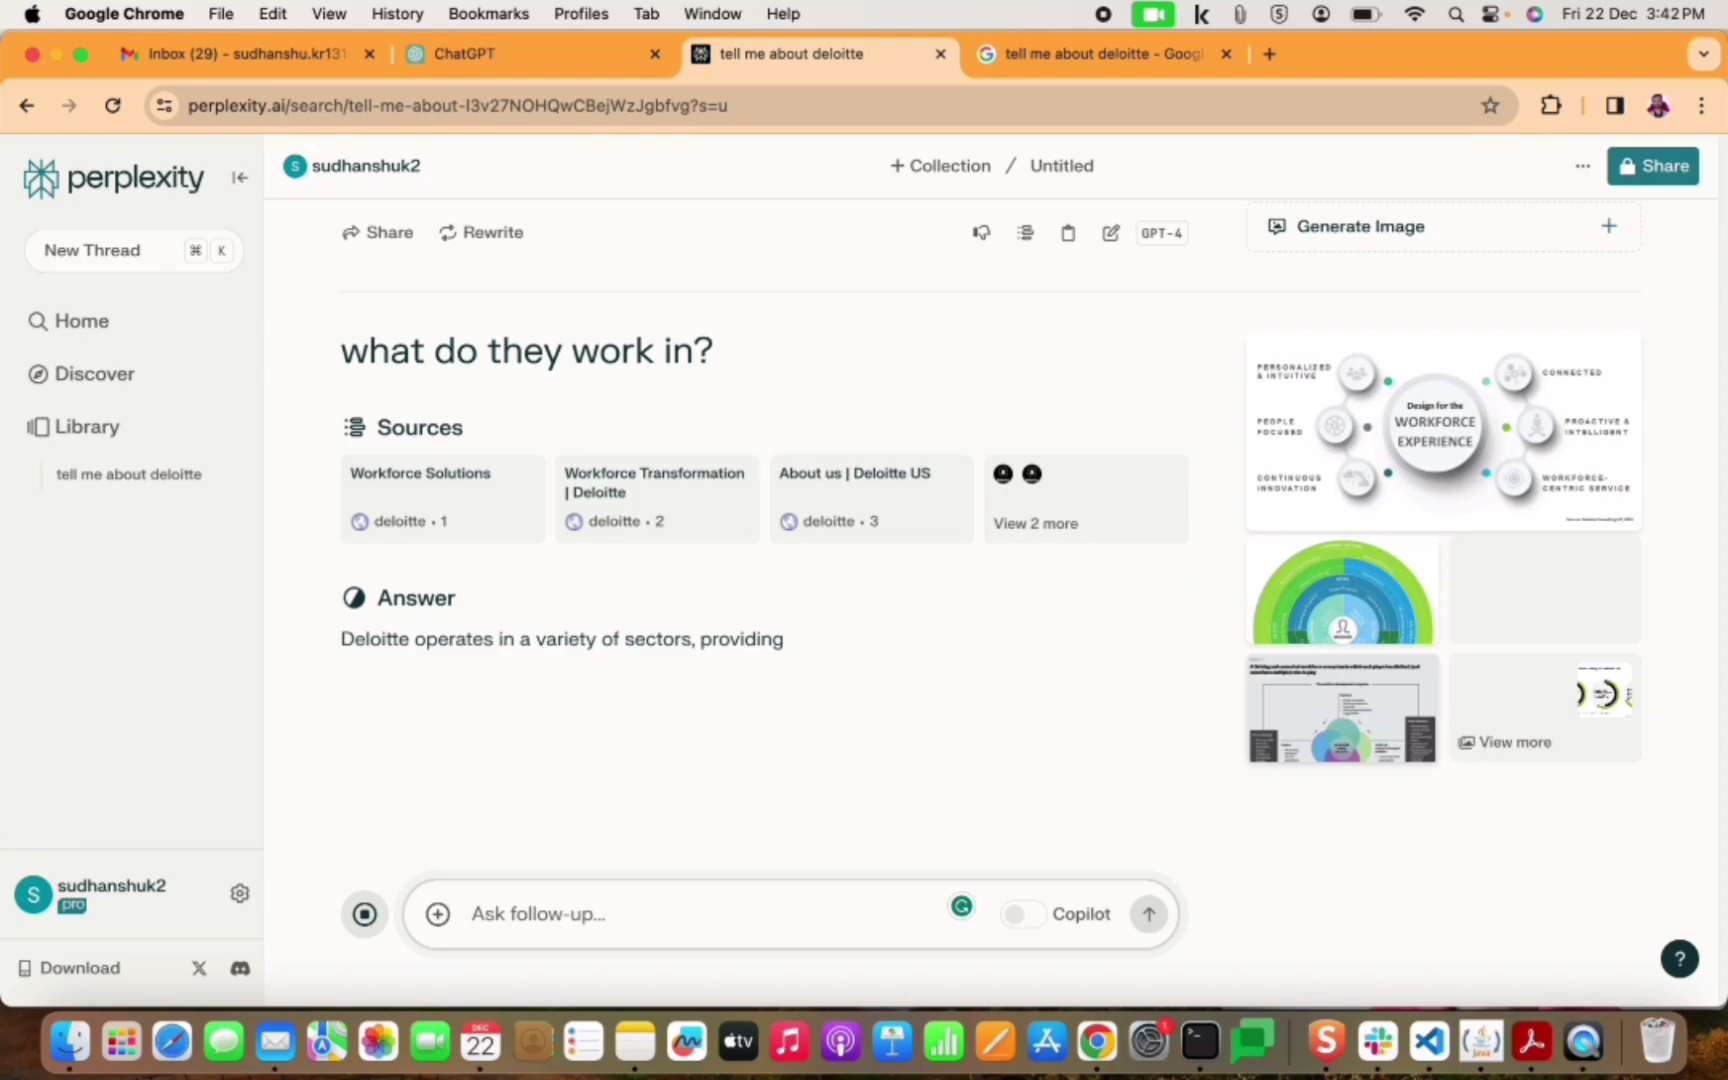 Google Chrome File Edit View History Bookmarks Profiles Tab Window Help Fri 22 Dec 3:42 PM
Inbox (29) - sudhanshu.kr131 ChatGPT tell me about deloitte tell me about deloitte - Goog
perplexity.ai/search/tell-me-about-l3v27NOHQwCBejWzJgbfvg?s=u
perplexity
New Thread ⌘ K
Home
Discover
Library
tell me about deloitte
sudhanshuk2
pro
Download
sudhanshuk2
+ Collection / Untitled
... Share
Share Rewrite
GPT-4
Generate Image +
what do they work in?
Sources
Workforce Solutions
deloitte • 1
Workforce Transformation
| Deloitte
deloitte • 2
About us | Deloitte US
deloitte • 3
View 2 more
Answer
Deloitte operates in a variety of sectors, providing
Ask follow-up...
Copilot
PERSONALIZED
& INTUITIVE
PEOPLE
FOCUSED
CONTINUOUS
INNOVATION
Design for the
WORKFORCE
EXPERIENCE
CONNECTED
PROACTIVE &
INTELLIGENT
WORKFORCE-
CENTRIC SERVICE
View more
?
DEC
22
tv
1
java